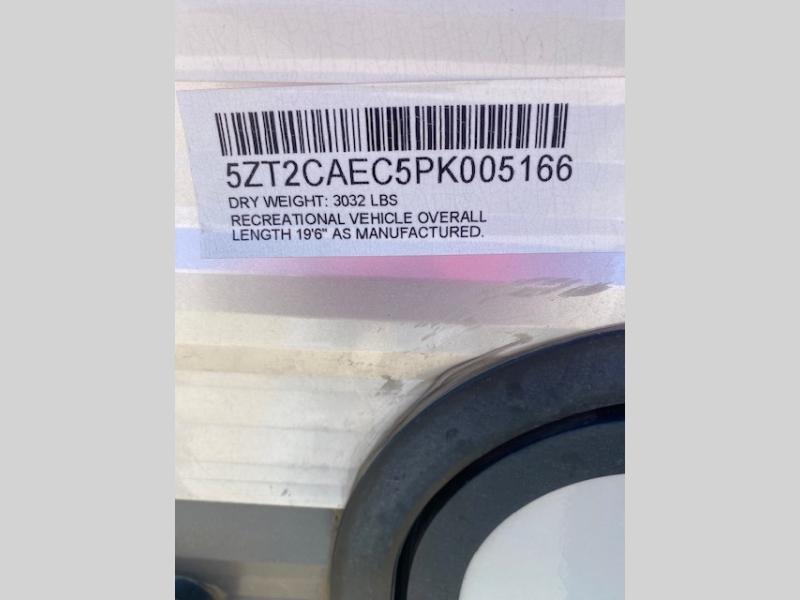 5ZT2CAEC5PK005166
DRY WEIGHT: 3032 LBS
RECREATIONAL VEHICLE OVERALL
LENGTH 19'6" AS MANUFACTURED.